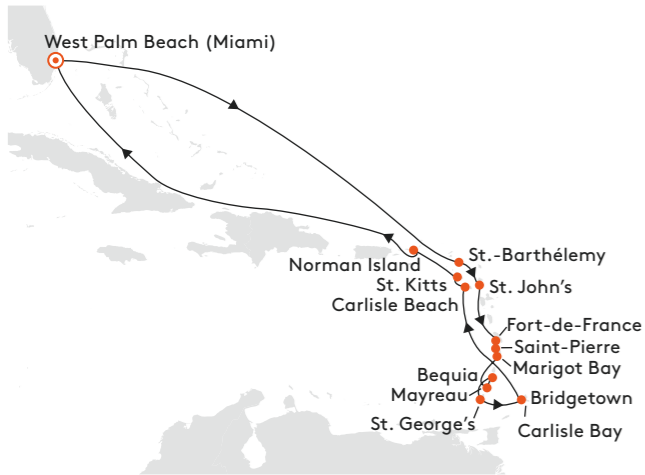 West Palm Beach (Miami)
St.-Barthélemy
Norman Island
St. Kitts
St. John's
Carlisle Beach
Fort-de-France
Saint-Pierre
Marigot Bay
Bequia
Mayreau
Bridgetown
St. George's
Carlisle Bay